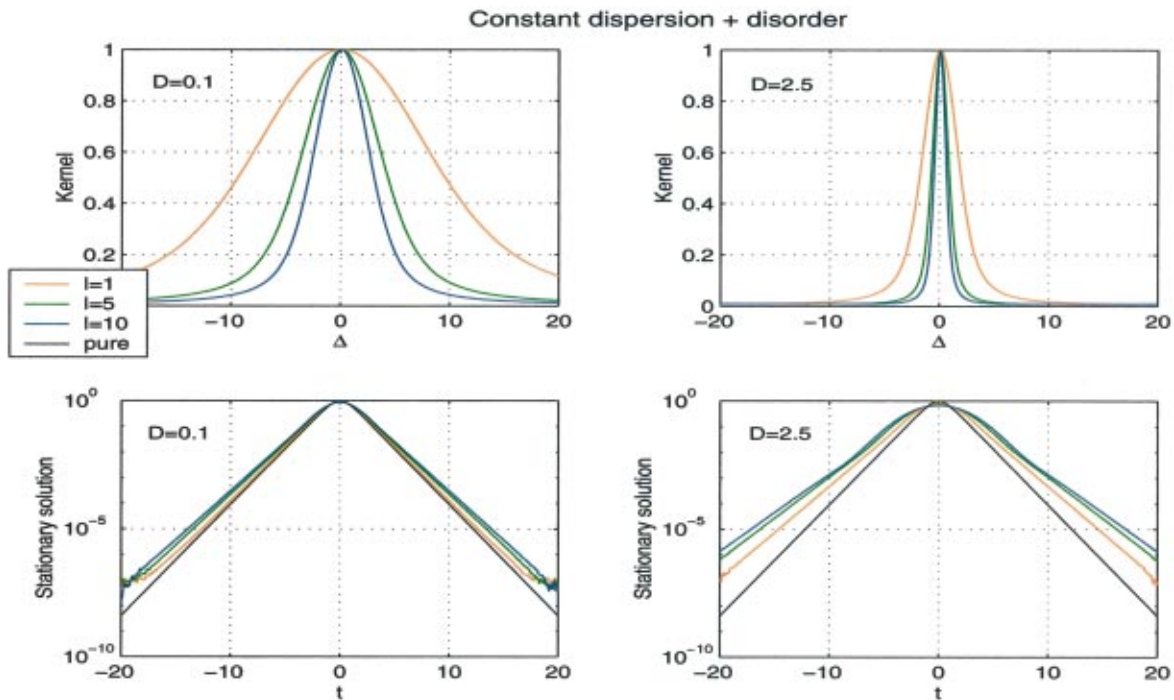 Constant dispersion + disorder
1
0.8
0.6
0.4
0.2
Kernel
D=0.1
−10
0
10
20
Δ
l=1
l=5
l=10
pure
1
0.8
0.6
0.4
0.2
0
Kernel
D=2.5
−20
−10
0
10
20
Δ
10^0
10^−5
10^−10
Stationary solution
D=0.1
−20
−10
0
10
20
t
10^0
10^−5
10^−10
Stationary solution
D=2.5
−20
−10
0
10
20
t